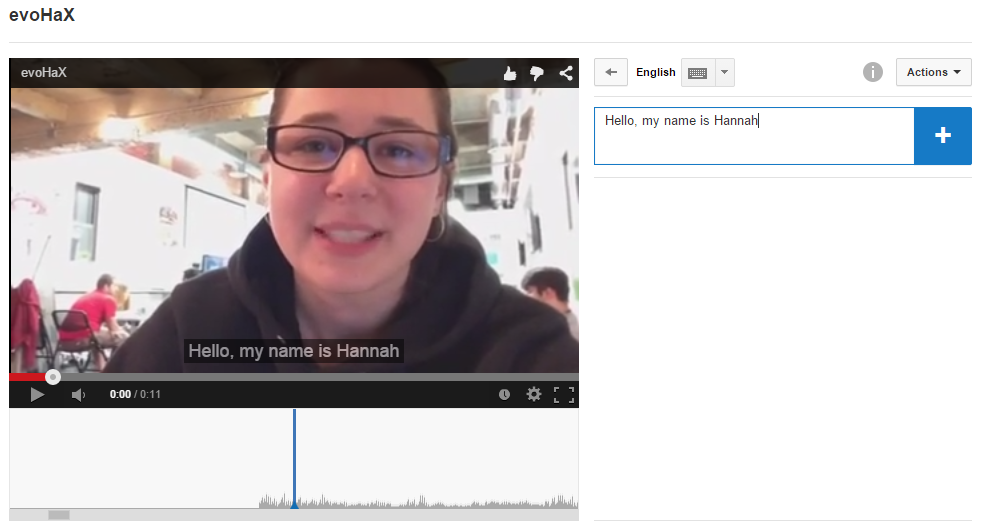 evoHaX
evoHaX
English
Actions
Hello, my name is Hannah
Hello, my name is Hannah
0:00 / 0:11